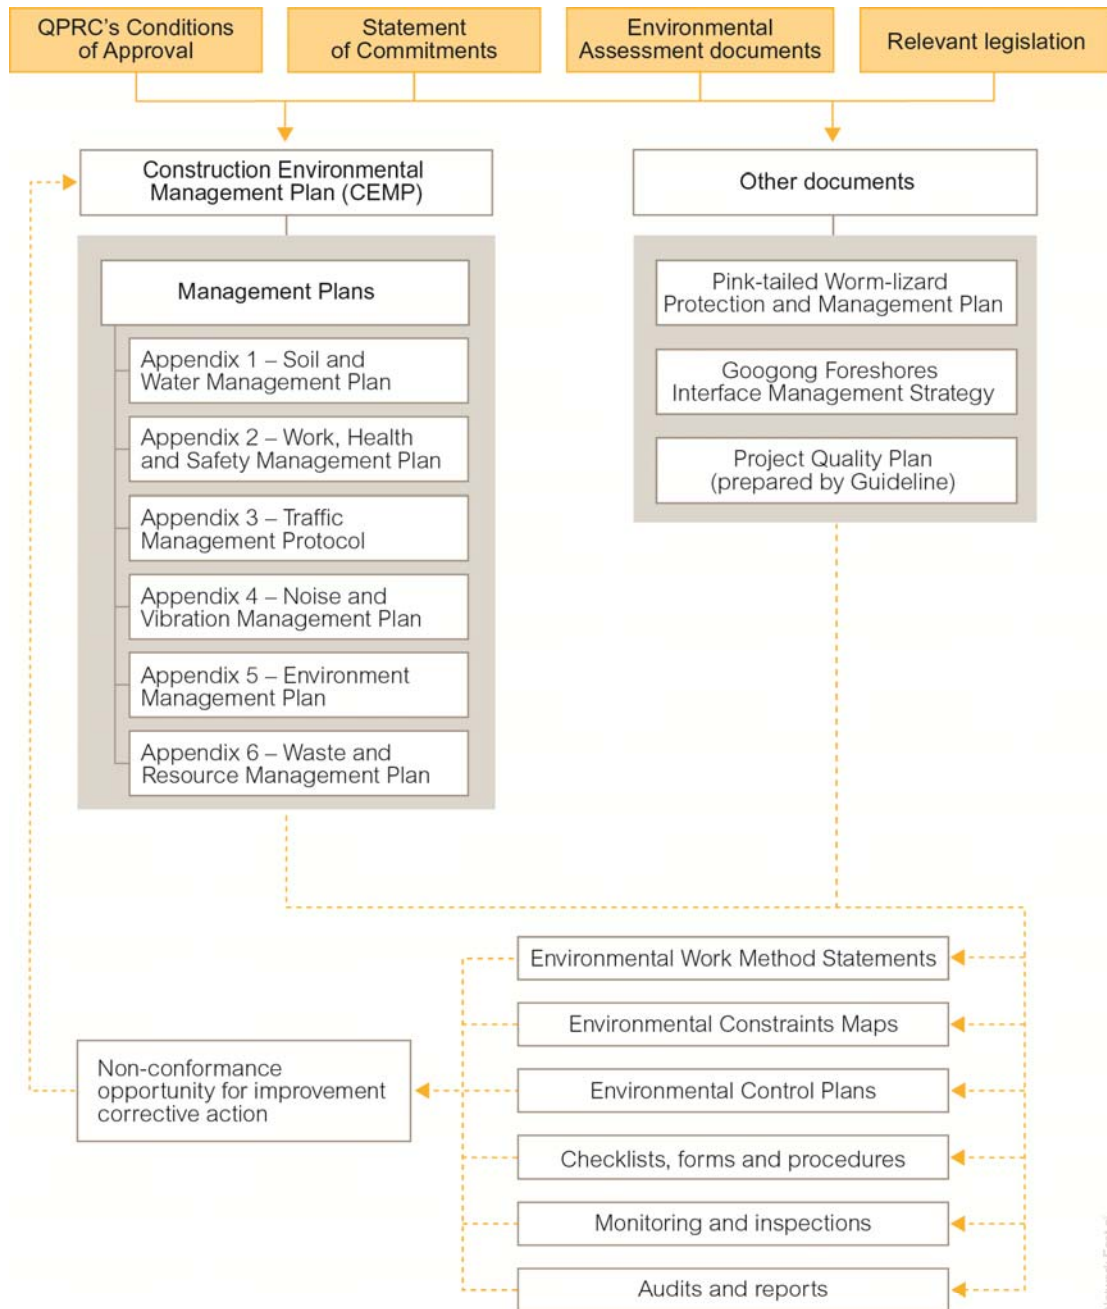 QPRC's Conditions
of Approval
Statement
of Commitments
Environmental
Assessment documents
Relevant legislation
Construction Environmental
Management Plan (CEMP)
Other documents
Management Plans
Appendix 1 – Soil and
Water Management Plan
Appendix 2 – Work, Health
and Safety Management Plan
Appendix 3 – Traffic
Management Protocol
Appendix 4 – Noise and
Vibration Management Plan
Appendix 5 – Environment
Management Plan
Appendix 6 – Waste and
Resource Management Plan
Pink-tailed Worm-lizard
Protection and Management Plan
Googong Foreshores
Interface Management Strategy
Project Quality Plan
(prepared by Guideline)
Environmental Work Method Statements
Environmental Constraints Maps
Environmental Control Plans
Checklists, forms and procedures
Monitoring and inspections
Audits and reports
Non-conformance
opportunity for improvement
corrective action